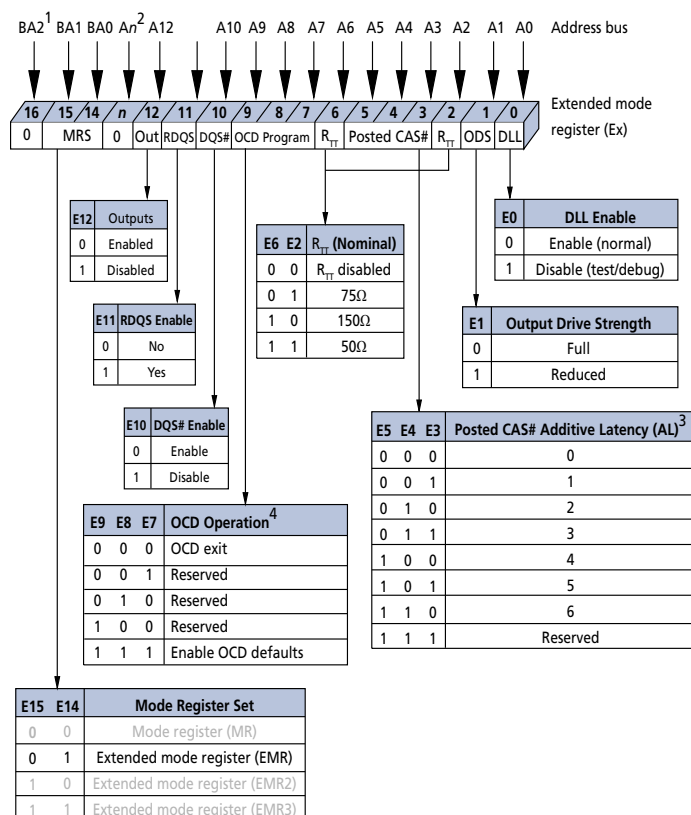 BA2¹ BA1 BA0 An² A12 A10 A9 A8 A7 A6 A5 A4 A3 A2 A1 A0 Address bus
16 15 14 n 12 11 10 9 8 7 6 5 4 3 2 1 0 Extended mode
register (Ex)
0 MRS 0 Out RDQS DQS# OCD Program RTT Posted CAS# RTT ODS DLL
E12 Outputs
0 Enabled
1 Disabled
E6 E2 RTT (Nominal)
0 0 RTT disabled
0 1 75Ω
1 0 150Ω
1 1 50Ω
E0 DLL Enable
0 Enable (normal)
1 Disable (test/debug)
E11 RDQS Enable
0 No
1 Yes
E1 Output Drive Strength
0 Full
1 Reduced
E10 DQS# Enable
0 Enable
1 Disable
E5 E4 E3 Posted CAS# Additive Latency (AL)³
0 0 0 0
0 0 1 1
0 1 0 2
0 1 1 3
1 0 0 4
1 0 1 5
1 1 0 6
1 1 1 Reserved
E9 E8 E7 OCD Operation⁴
0 0 0 OCD exit
0 0 1 Reserved
0 1 0 Reserved
1 0 0 Reserved
1 1 1 Enable OCD defaults
E15 E14 Mode Register Set
0 0 Mode register (MR)
0 1 Extended mode register (EMR)
1 0 Extended mode register (EMR2)
1 1 Extended mode register (EMR3)